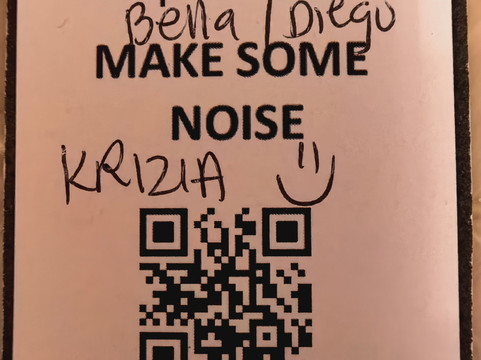 Bella / Diego
MAKE SOME
NOISE
KRIZIA